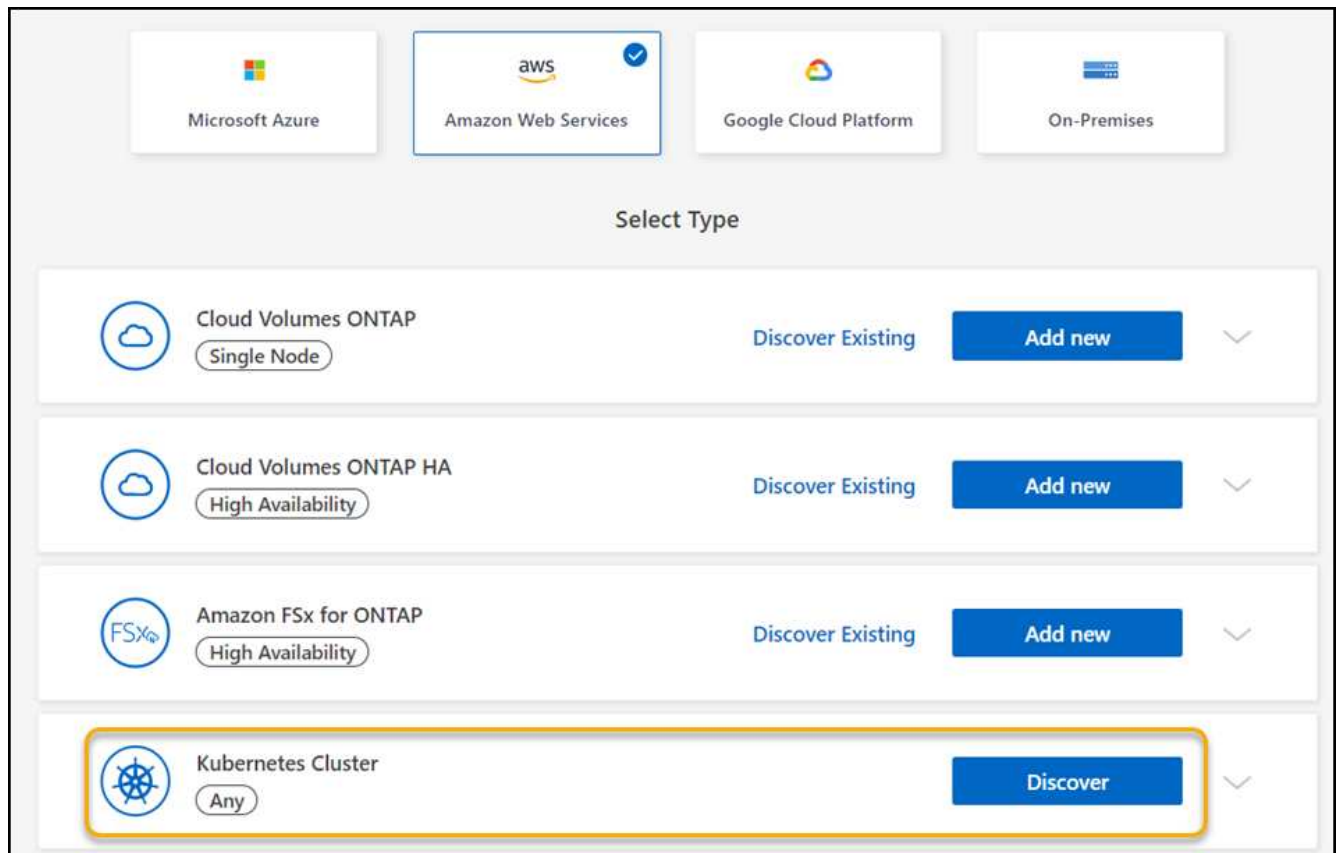 aws
Microsoft Azure
Amazon Web Services
Google Cloud Platform
On-Premises
Select Type
Cloud Volumes ONTAP
Single Node
Discover Existing
Add new
Cloud Volumes ONTAP HA
High Availability
Discover Existing
Add new
FSx
Amazon FSx for ONTAP
High Availability
Discover Existing
Add new
Kubernetes Cluster
Any
Discover